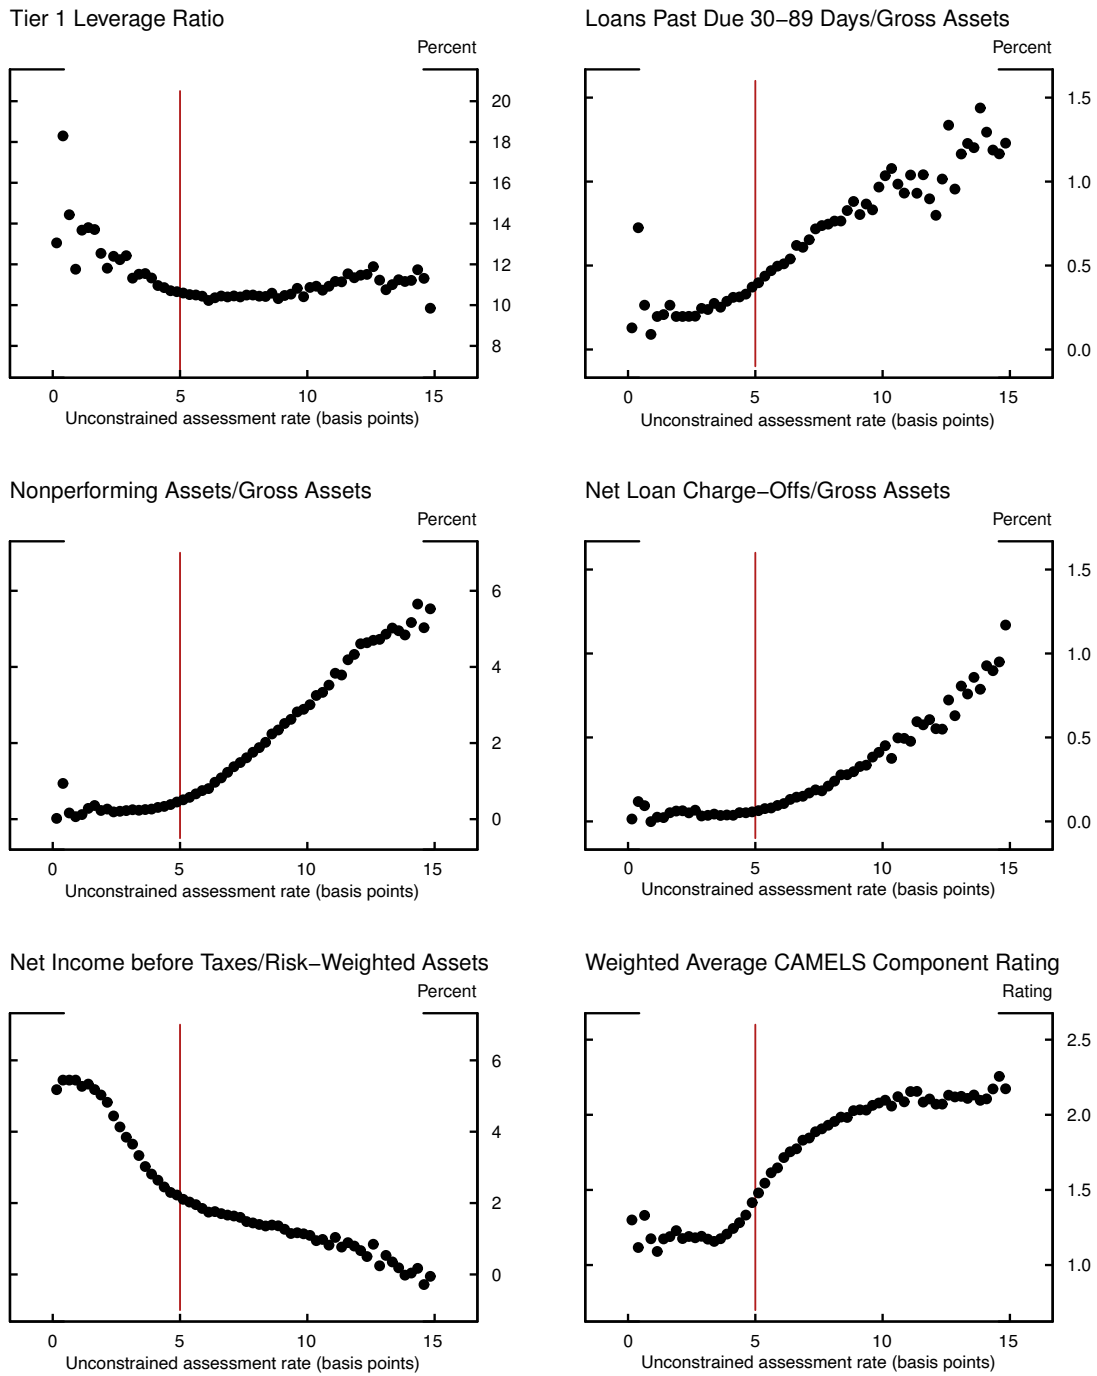 Tier 1 Leverage Ratio
Percent
20
18
16
14
12
10
8
0 5 10 15
Unconstrained assessment rate (basis points)
Loans Past Due 30−89 Days/Gross Assets
Percent
1.5
1.0
0.5
0.0
0 5 10 15
Unconstrained assessment rate (basis points)
Nonperforming Assets/Gross Assets
Percent
6
4
2
0
0 5 10 15
Unconstrained assessment rate (basis points)
Net Loan Charge−Offs/Gross Assets
Percent
1.5
1.0
0.5
0.0
0 5 10 15
Unconstrained assessment rate (basis points)
Net Income before Taxes/Risk−Weighted Assets
Percent
6
4
2
0
0 5 10 15
Unconstrained assessment rate (basis points)
Weighted Average CAMELS Component Rating
Rating
2.5
2.0
1.5
1.0
0 5 10 15
Unconstrained assessment rate (basis points)